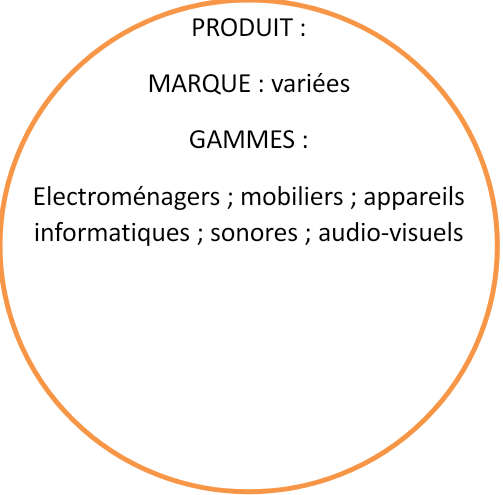 PRODUIT :
MARQUE : variées
GAMMES :
Electroménagers ; mobiliers ; appareils
informatiques ; sonores ; audio-visuels